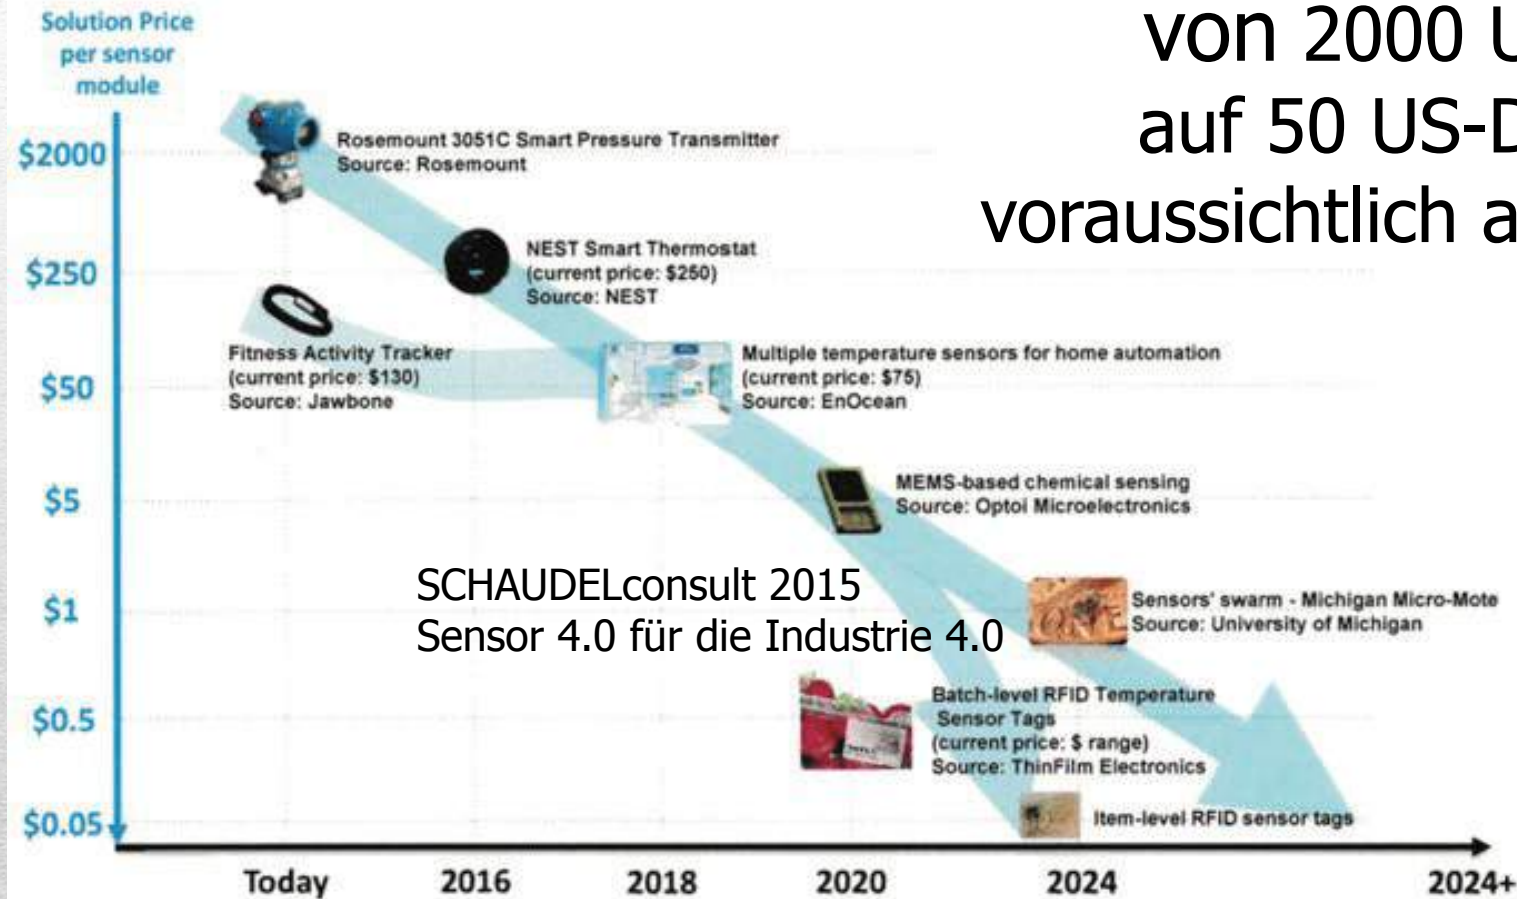 von 2000 U
auf 50 US-D
voraussichtlich a
Solution Price
per sensor
module
$2000
$250
$50
$5
$1
$0.5
$0.05
Rosemount 3051C Smart Pressure Transmitter
Source: Rosemount
NEST Smart Thermostat
(current price: $250)
Source: NEST
Fitness Activity Tracker
(current price: $130)
Source: Jawbone
Multiple temperature sensors for home automation
(current price: $75)
Source: EnOcean
MEMS-based chemical sensing
Source: Optoi Microelectronics
SCHAUDELconsult 2015
Sensor 4.0 für die Industrie 4.0
Sensors' swarm - Michigan Micro-Mote
Source: University of Michigan
Batch-level RFID Temperature
Sensor Tags
(current price: $ range)
Source: ThinFilm Electronics
Item-level RFID sensor tags
Today 2016 2018 2020 2024 2024+